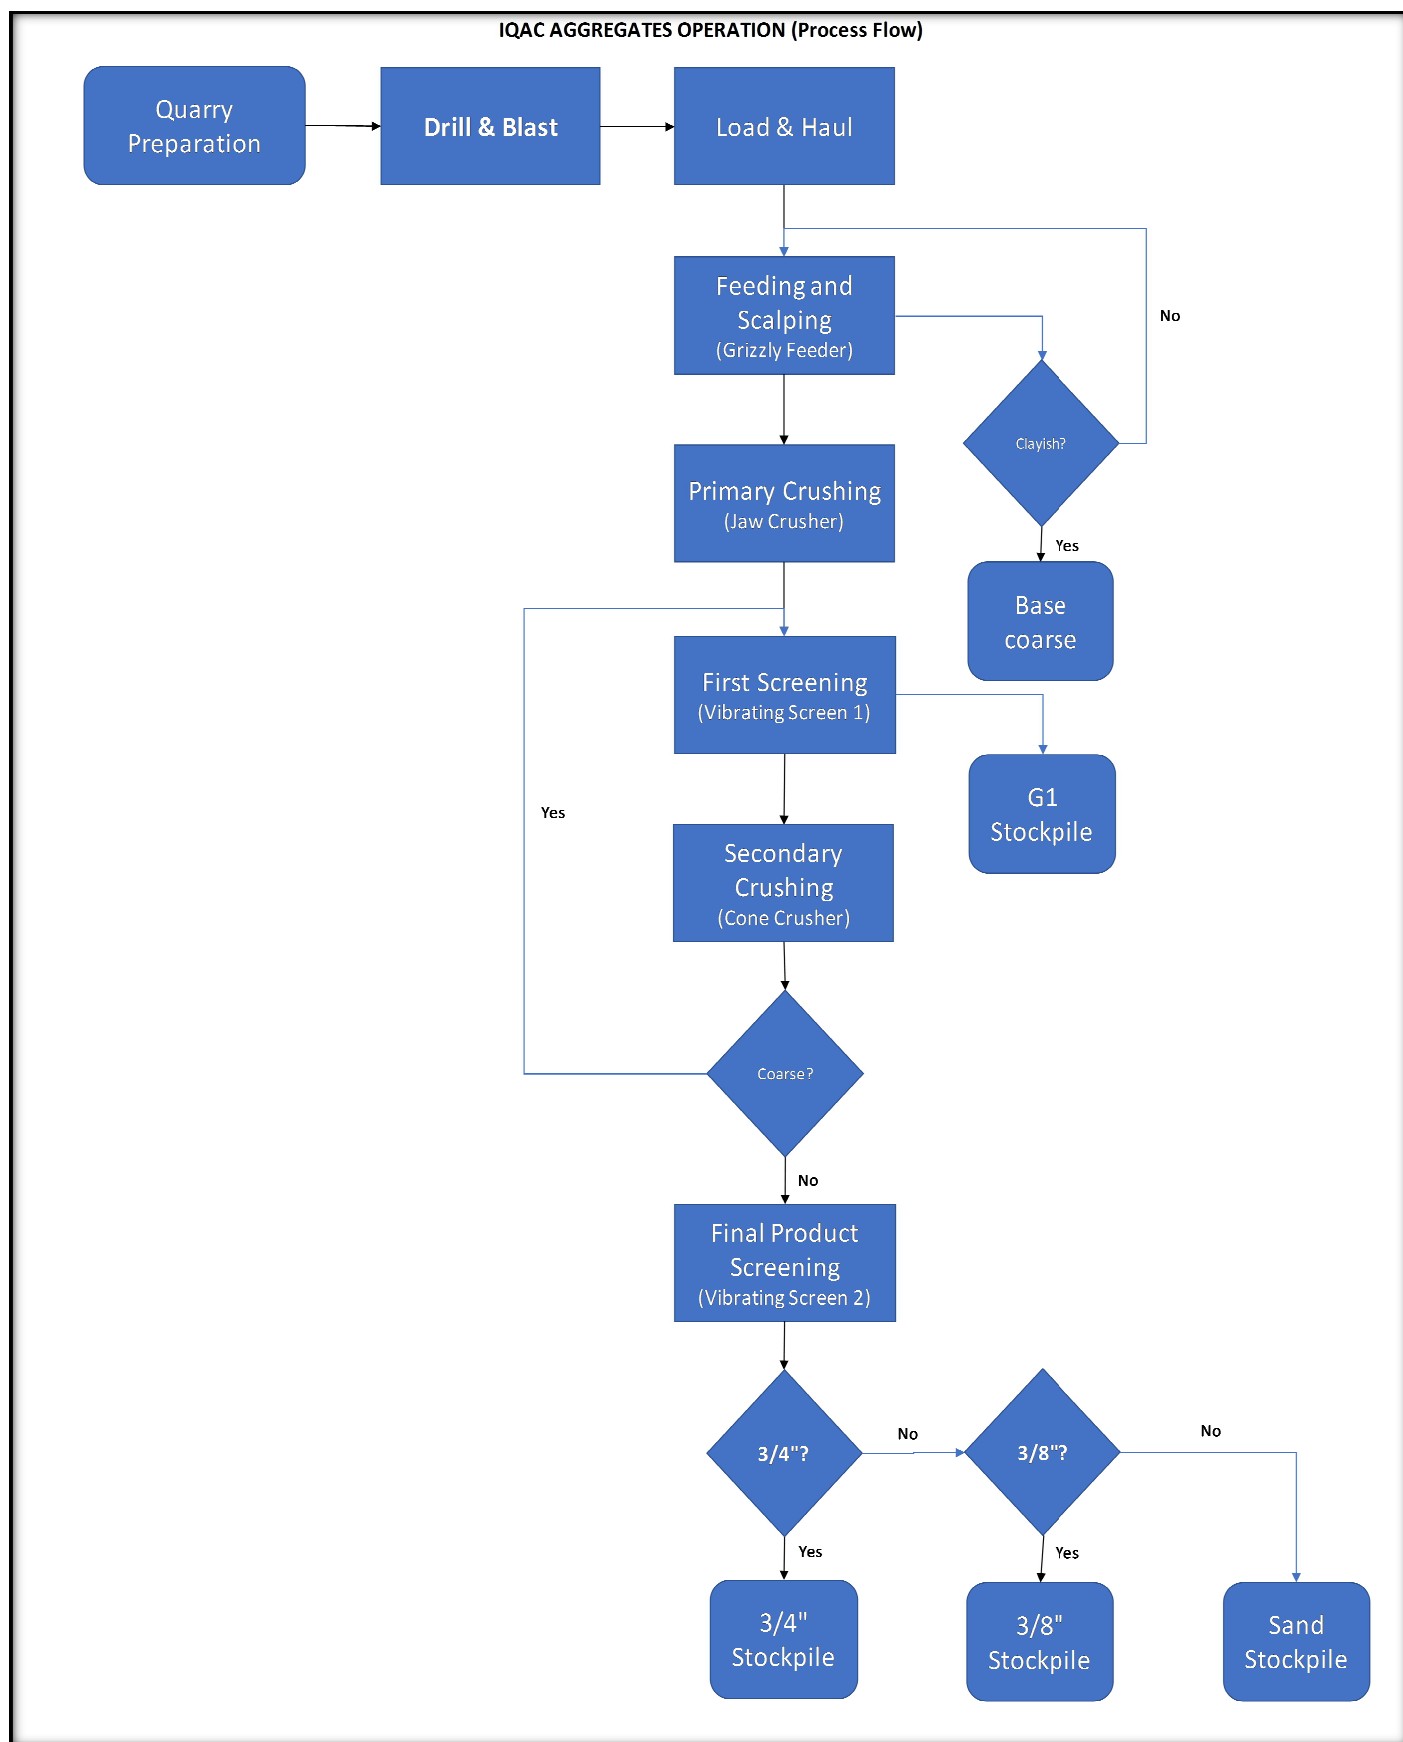 IQAC AGGREGATES OPERATION (Process Flow)
Quarry
Preparation
Drill & Blast
Load & Haul
Feeding and
Scalping
(Grizzly Feeder)
No
Clayish?
Yes
Base
coarse
Primary Crushing
(Jaw Crusher)
First Screening
(Vibrating Screen 1)
G1
Stockpile
Yes
Secondary
Crushing
(Cone Crusher)
Coarse?
No
Final Product
Screening
(Vibrating Screen 2)
3/4"?
No
3/8"?
No
Yes
Yes
3/4"
Stockpile
3/8"
Stockpile
Sand
Stockpile